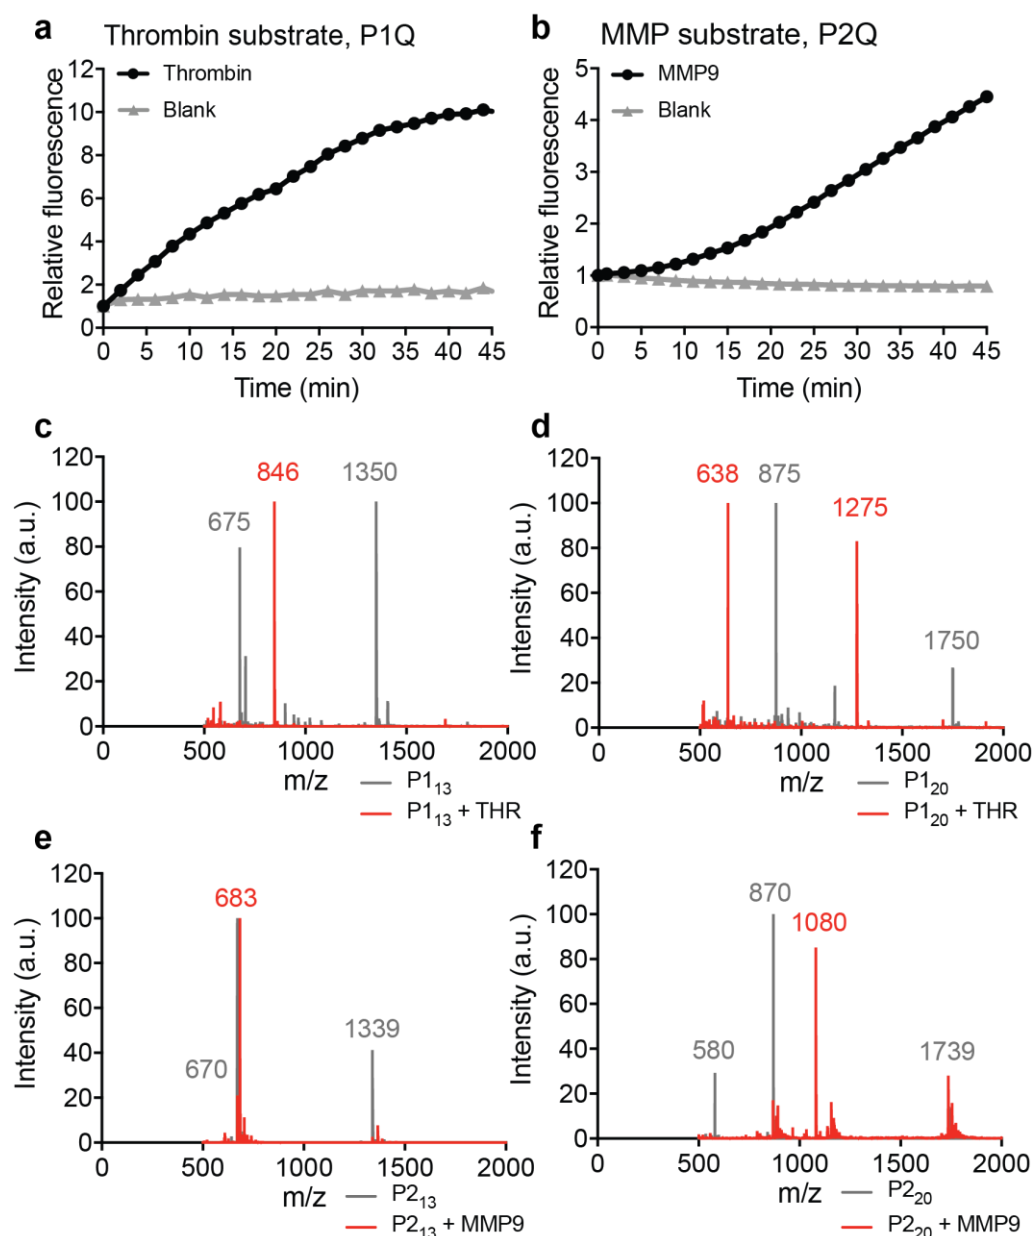 a Thrombin substrate, P1Q
Relative fluorescence
12
10
8
6
4
2
0
Thrombin
Blank
0 5 10 15 20 25 30 35 40 45
Time (min)
b MMP substrate, P2Q
Relative fluorescence
5
4
3
2
1
0
MMP9
Blank
0 5 10 15 20 25 30 35 40 45
Time (min)
c
Intensity (a.u.)
120
100
80
60
40
20
0
675
846
1350
0 500 1000 1500 2000
m/z
P1₁₃
P1₁₃ + THR
d
Intensity (a.u.)
120
100
80
60
40
20
0
638
875
1275
1750
0 500 1000 1500 2000
m/z
P1₂₀
P1₂₀ + THR
e
Intensity (a.u.)
120
100
80
60
40
20
0
683
670
1339
0 500 1000 1500 2000
m/z
P2₁₃
P2₁₃ + MMP9
f
Intensity (a.u.)
120
100
80
60
40
20
0
870
1080
580
1739
0 500 1000 1500 2000
m/z
P2₂₀
P2₂₀ + MMP9